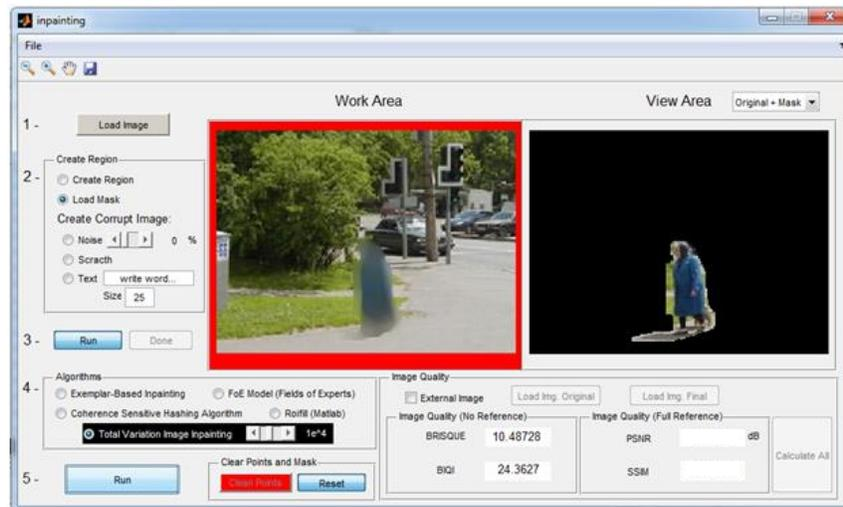 inpainting
File
Work Area
View Area
Original + Mask
1 -
Load Image
Create Region
2 -
Create Region
Load Mask
Create Corrupt Image:
Noise
0 %
Scracth
Text
write word...
Size
25
3 -
Run
Done
Algorithms
4 -
Exemplar-Based Inpainting
FoE Model (Fields of Experts)
Coherence Sensitive Hashing Algorithm
Roifill (Matlab)
Total Variation Image Inpainting
1e^4
5 -
Run
Clear Points and Mask
Clean Points
Reset
Image Quality
External Image
Load Img. Original
Load Img. Final
Image Quality (No Reference)
BRISQUE
10.48728
BIQI
24.3627
Image Quality (Full Reference)
PSNR
dB
SSIM
Calculate All